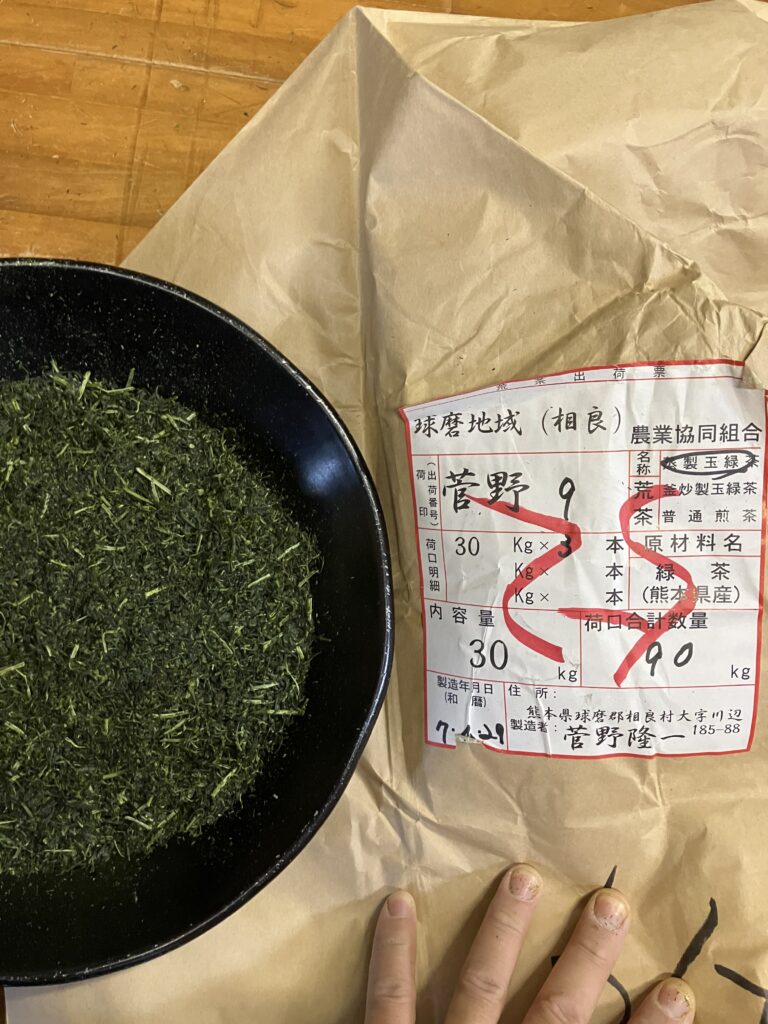 茶業出荷票
球磨地域(相良)農業協同組合
(出荷番号) 荷印 菅野 9
名称 蒸製玉緑茶
荒茶 釜炒製玉緑茶
普通煎茶
荷口明細 30 Kg× 3 本
Kg× 本
Kg× 本
原材料名
緑茶
(熊本県産)
内容量 30 kg
荷口合計数量 90 kg
製造年月日 (和暦) 7.4.29
住所: 熊本県球磨郡相良村大字川辺 185-88
製造者: 菅野隆一